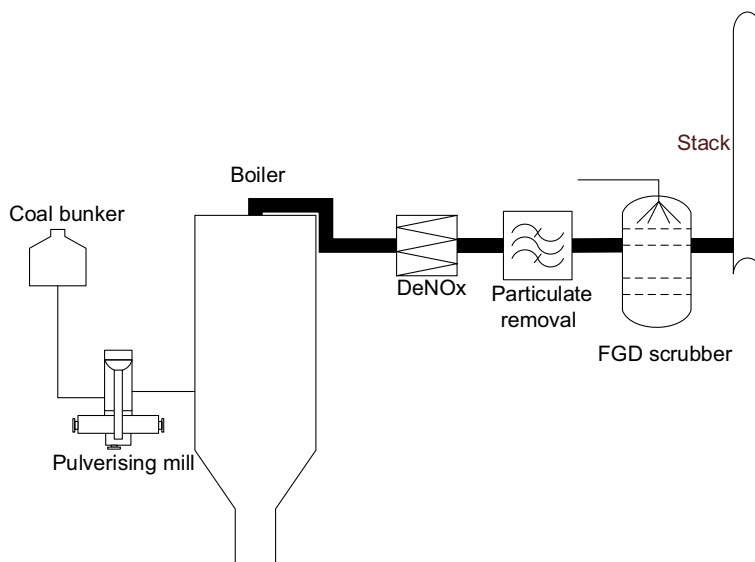 Stack
Boiler
Coal bunker
DeNOx
Particulate
removal
FGD scrubber
Pulverising mill